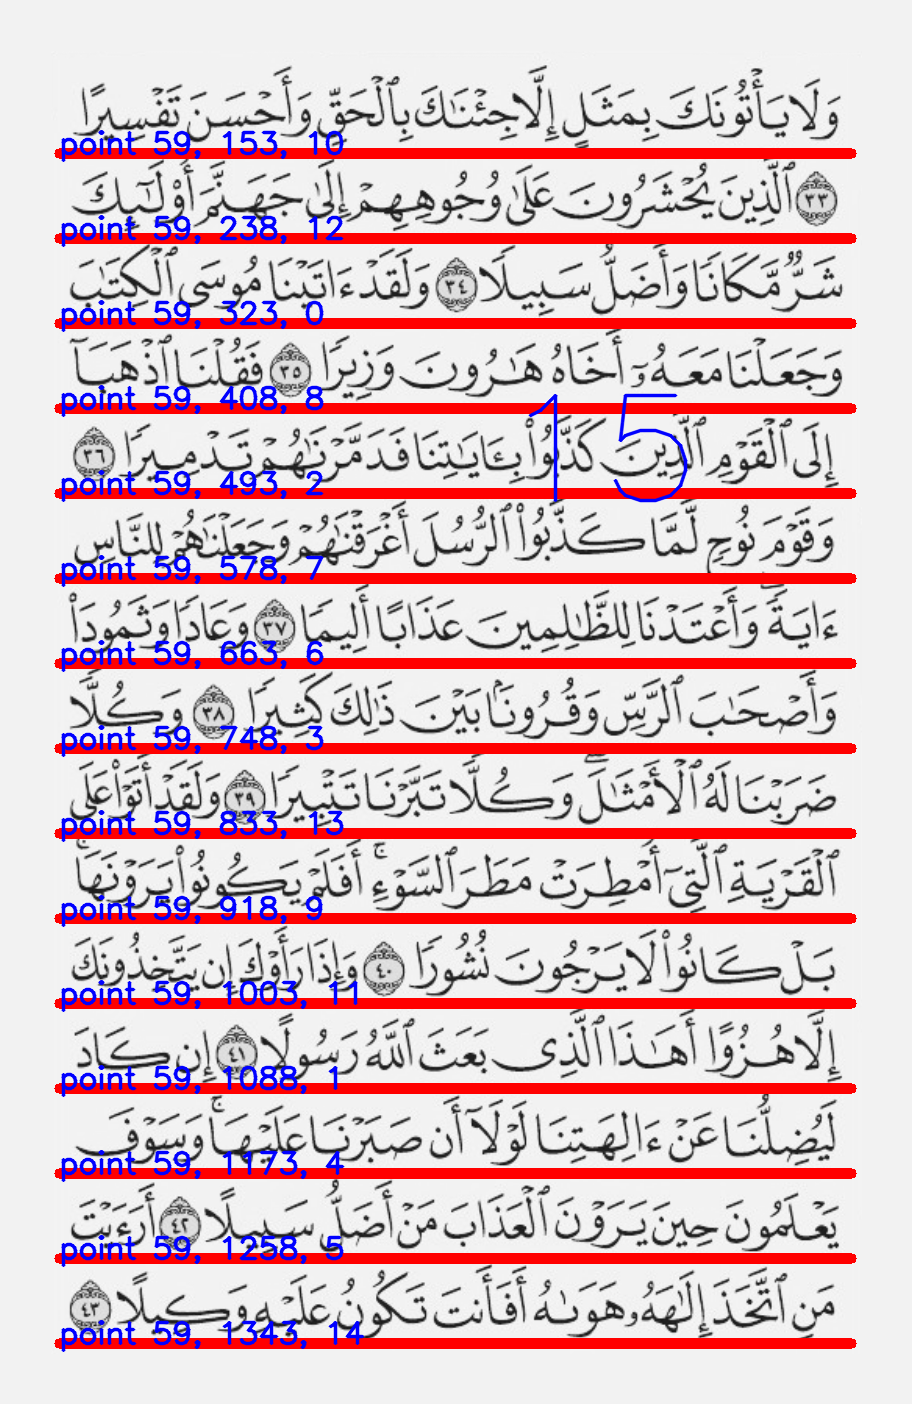 وَلَا يَأْتُونَكَ بِمَثَلٍ إِلَّا جِئْنَٰكَ بِٱلْحَقِّ وَأَحْسَنَ تَفْسِيرًا
point 59, 153, 10
٣٣ ٱلَّذِينَ يُحْشَرُونَ عَلَىٰ وُجُوهِهِمْ إِلَىٰ جَهَنَّمَ أُو۟لَٰٓئِكَ
point 59, 238, 12
شَرٌّ مَّكَانًا وَأَضَلُّ سَبِيلًا ٣٤ وَلَقَدْ ءَاتَيْنَا مُوسَى ٱلْكِتَٰبَ
point 59, 323, 0
وَجَعَلْنَا مَعَهُۥٓ أَخَاهُ هَٰرُونَ وَزِيرًا ٣٥ فَقُلْنَا ٱذْهَبَآ
point 59, 408, 8
15
إِلَى ٱلْقَوْمِ ٱلَّذِينَ كَذَّبُوا۟ بِـَٔايَٰتِنَا فَدَمَّرْنَٰهُمْ تَدْمِيرًا ٣٦
point 59, 493, 2
وَقَوْمَ نُوحٍ لَّمَّا كَذَّبُوا۟ ٱلرُّسُلَ أَغْرَقْنَٰهُمْ وَجَعَلْنَٰهُمْ لِلنَّاسِ
point 59, 578, 7
ءَايَةً ۖ وَأَعْتَدْنَا لِلظَّٰلِمِينَ عَذَابًا أَلِيمًا ٣٧ وَعَادًا وَثَمُودَا۟
point 59, 663, 6
وَأَصْحَٰبَ ٱلرَّسِّ وَقُرُونًۢا بَيْنَ ذَٰلِكَ كَثِيرًا ٣٨ وَكُلًّا
point 59, 748, 3
ضَرَبْنَا لَهُ ٱلْأَمْثَٰلَ ۖ وَكُلًّا تَبَّرْنَا تَتْبِيرًا ٣٩ وَلَقَدْ أَتَوْا۟ عَلَى
point 59, 833, 13
ٱلْقَرْيَةِ ٱلَّتِىٓ أُمْطِرَتْ مَطَرَ ٱلسَّوْءِ ۚ أَفَلَمْ يَكُونُوا۟ يَرَوْنَهَا ۚ
point 59, 918, 9
بَلْ كَانُوا۟ لَا يَرْجُونَ نُشُورًا ٤٠ وَإِذَا رَأَوْكَ إِن يَتَّخِذُونَكَ
point 59, 1003, 11
إِلَّا هُزُوًا أَهَٰذَا ٱلَّذِى بَعَثَ ٱللَّهُ رَسُولًا ٤١ إِن كَادَ
point 59, 1088, 1
لَيُضِلُّنَا عَنْ ءَالِهَتِنَا لَوْلَآ أَن صَبَرْنَا عَلَيْهَا ۚ وَسَوْفَ
point 59, 1173, 4
يَعْلَمُونَ حِينَ يَرَوْنَ ٱلْعَذَابَ مَنْ أَضَلُّ سَبِيلًا ٤٢ أَرَءَيْتَ
point 59, 1258, 5
مَنِ ٱتَّخَذَ إِلَٰهَهُۥ هَوَىٰهُ أَفَأَنتَ تَكُونُ عَلَيْهِ وَكِيلًا ٤٣
point 59, 1343, 14